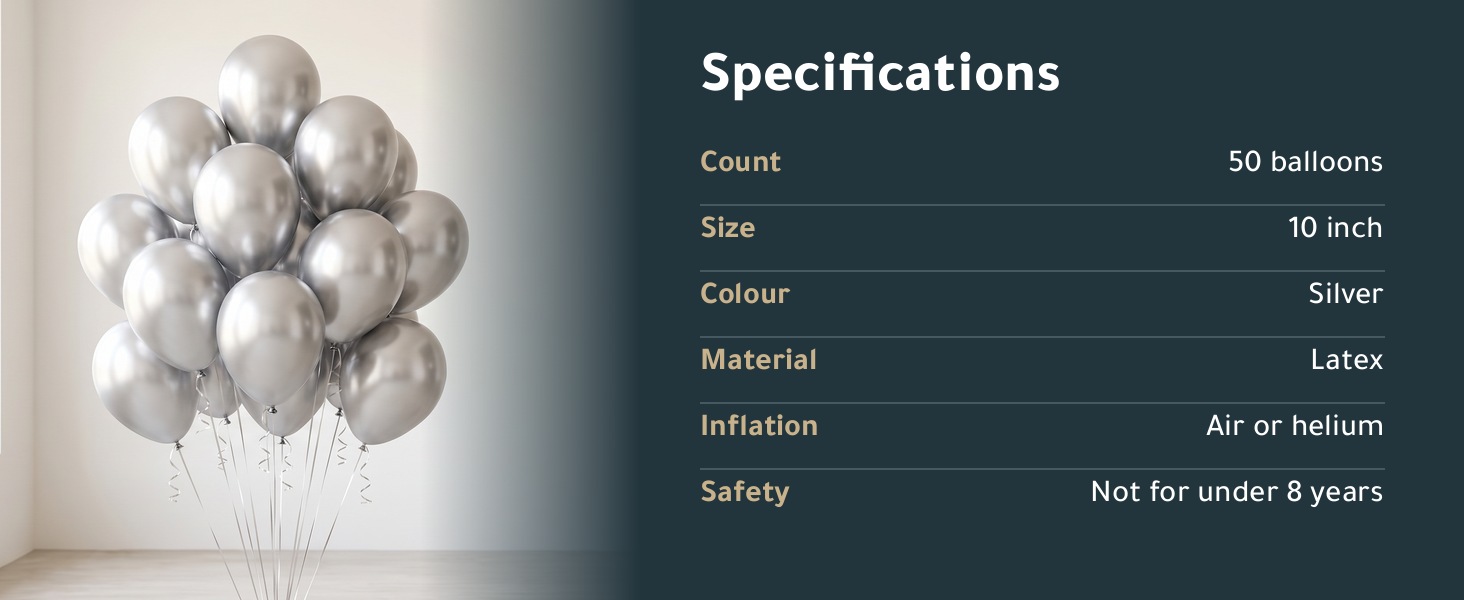 Specifications
Count 50 balloons
Size 10 inch
Colour Silver
Material Latex
Inflation Air or helium
Safety Not for under 8 years